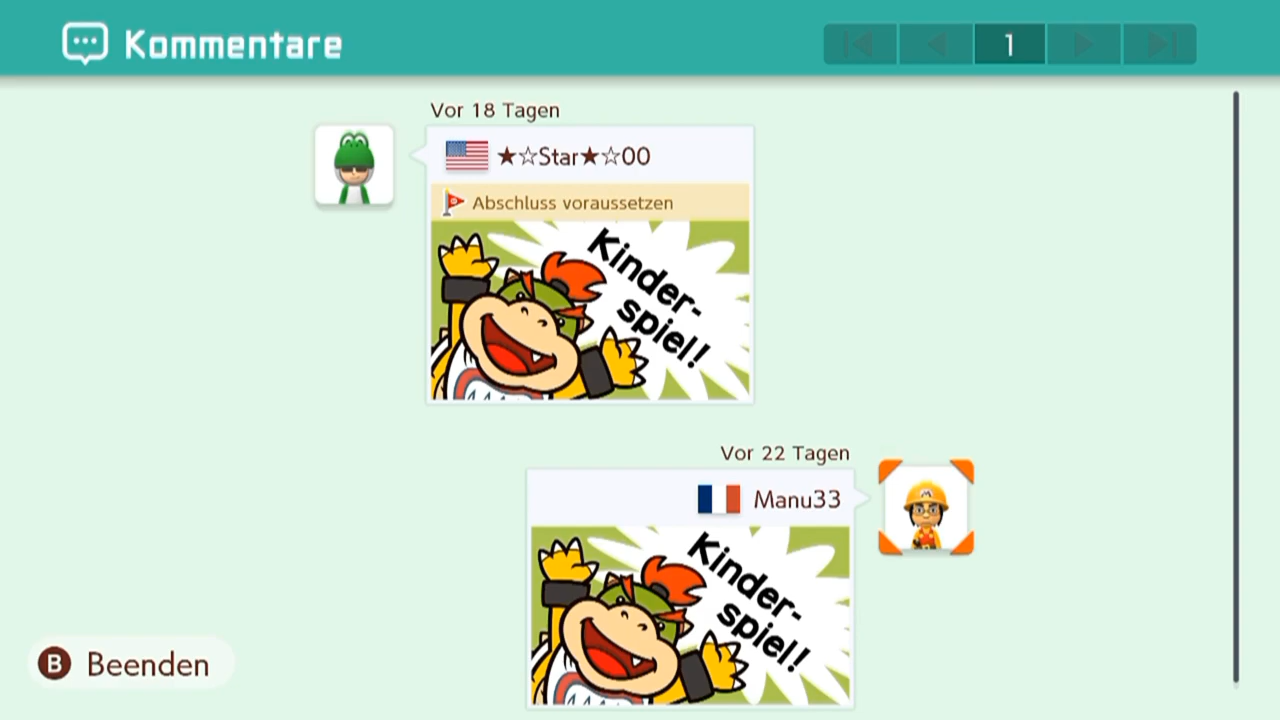 Kommentare
1
Vor 18 Tagen
★☆Star★☆00
Abschluss voraussetzen
Kinder-
spiel!
Vor 22 Tagen
Manu33
Kinder-
spiel!
B Beenden